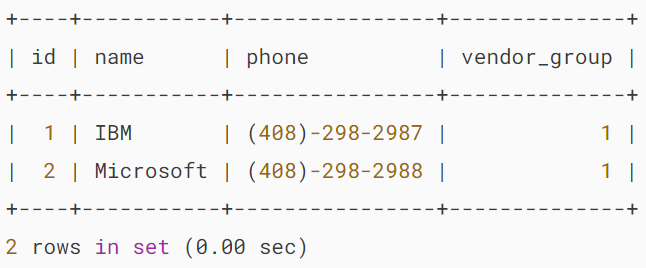 +----+-----------+----------------+--------------+
| id | name      | phone          | vendor_group |
+----+-----------+----------------+--------------+
|  1 | IBM       | (408)-298-2987 |            1 |
|  2 | Microsoft | (408)-298-2988 |            1 |
+----+-----------+----------------+--------------+
2 rows in set (0.00 sec)